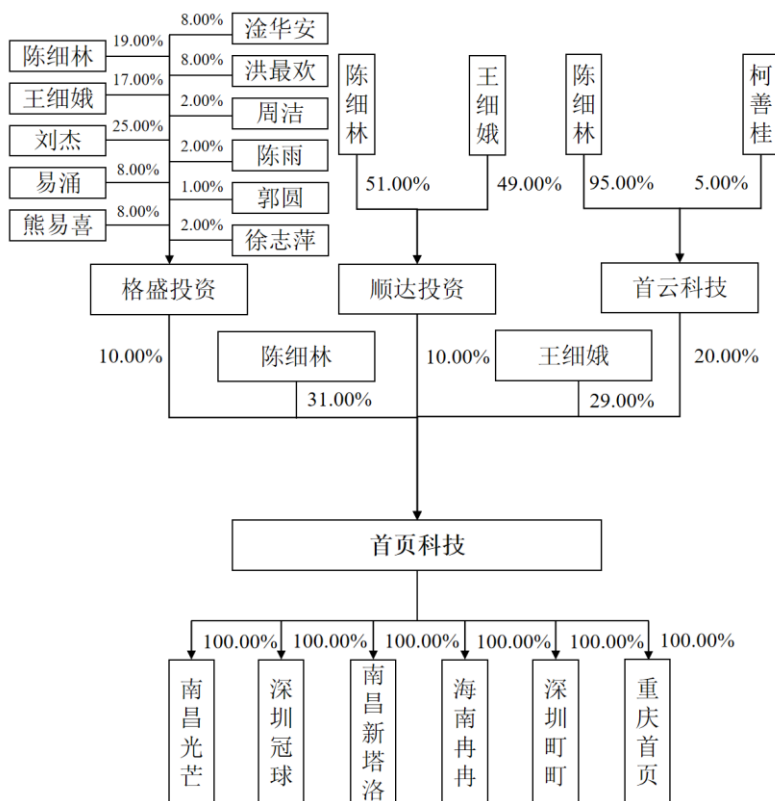 8.00%
淦华安
19.00%
陈细林
8.00%
洪最欢
17.00%
王细娥
2.00%
周洁
25.00%
刘杰
2.00%
陈雨
8.00%
易涌
1.00%
郭圆
8.00%
熊易喜
2.00%
徐志萍
陈细林
王细娥
陈细林
柯善桂
51.00%
49.00%
95.00%
5.00%
格盛投资
顺达投资
首云科技
10.00%
陈细林
10.00%
王细娥
20.00%
31.00%
29.00%
首页科技
100.00%
100.00%
100.00%
100.00%
100.00%
100.00%
南昌光芒
深圳冠球
南昌新塔洛
海南冉冉
深圳町町
重庆首页